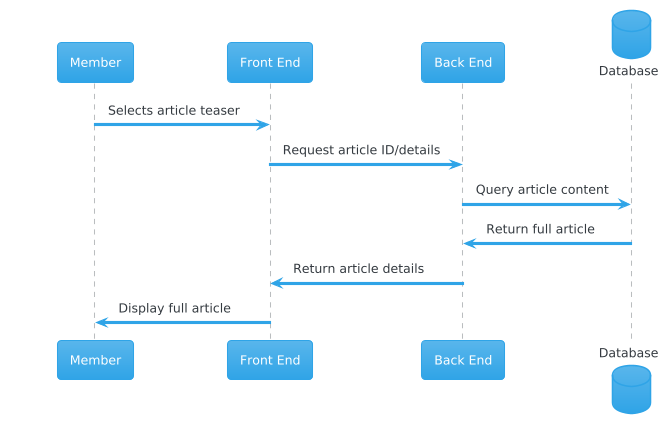 Database
Member
Front End
Back End
Selects article teaser
Request article ID/details
Query article content
Return full article
Return article details
Display full article
Member
Front End
Back End
Database